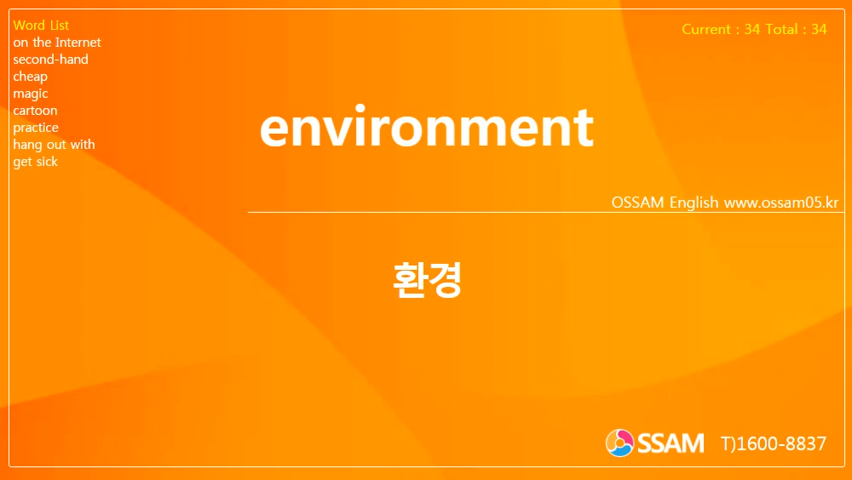 Word List
on the Internet
second-hand
cheap
magic
cartoon
practice
hang out with
get sick
Current : 34 Total : 34
environment
OSSAM English www.ossam05.kr
환경
OSSAM T)1600-8837